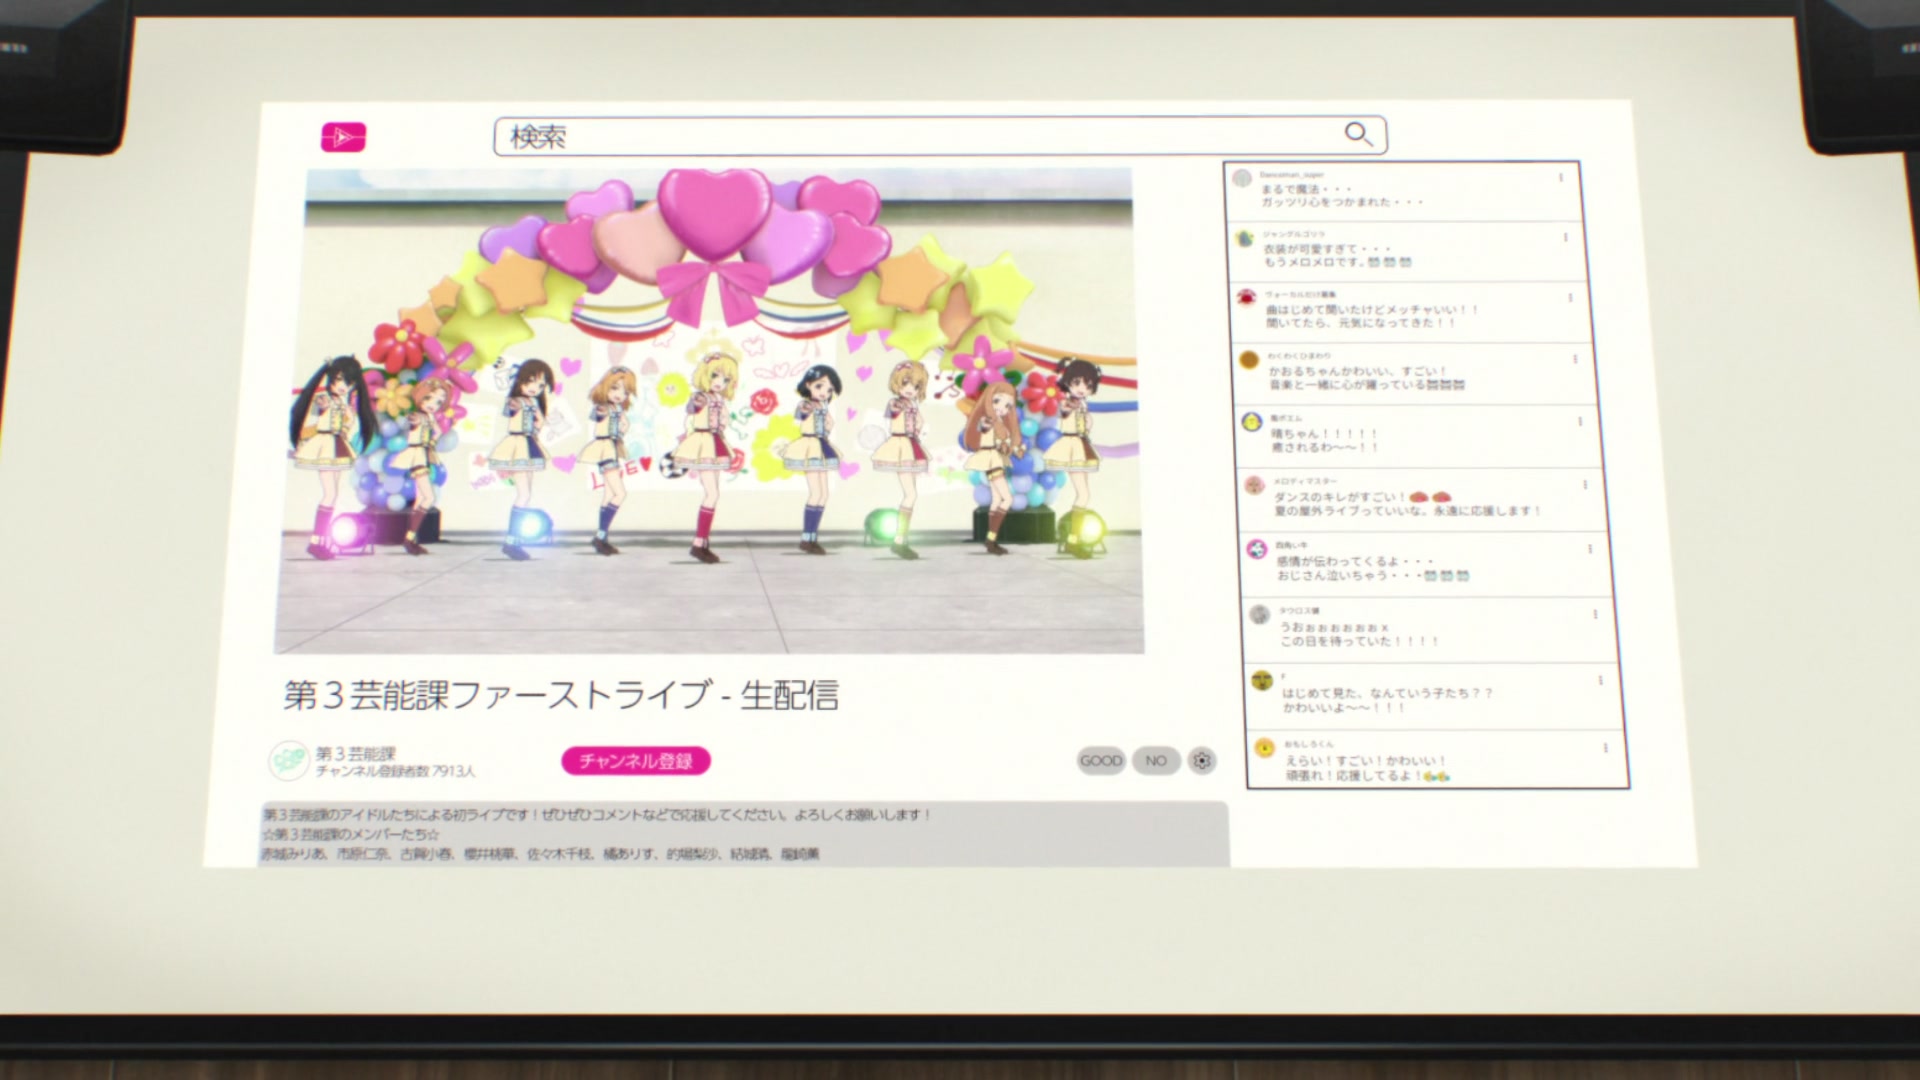 検索
第３芸能課ファーストライブ - 生配信
第３芸能課
チャンネル登録者数 7913人
チャンネル登録
GOOD
NO
第３芸能課のアイドルたちによる初ライブです！ぜひぜひコメントなどで応援してください。よろしくお願いします！
☆第３芸能課のメンバーたち☆
赤城みりあ、市原仁奈、古賀小春、櫻井桃華、佐々木千枝、橘ありす、的場梨沙、結城晴、龍崎薫
Danceman_super
まるで魔法・・・
ガッツリ心をつかまれた・・・
ジャングルゴリラ
衣装が可愛すぎて・・・
もうメロメロです。
ヴォーカルだけ募集
曲はじめて聞いたけどメッチャいい！！
聞いてたら、元気になってきた！！
わくわくひまわり
かおるちゃんかわいい、すごい！
音楽と一緒に心が踊っている
ポエム
晴ちゃん！！！！！
癒されるわ〜〜！！
メロディマスター
ダンスのキレがすごい！
夏の屋外ライブっていいな。永遠に応援します！
四角い牛
感情が伝わってくるよ・・・
おじさん泣いちゃう・・・
タウロス
うおぉぉぉぉぉぉｘ
この日を待っていた！！！！
F
はじめて見た、なんていう子たち？？
かわいいよ〜〜！！！
おもしろくん
えらい！すごい！かわいい！
頑張れ！応援してるよ！